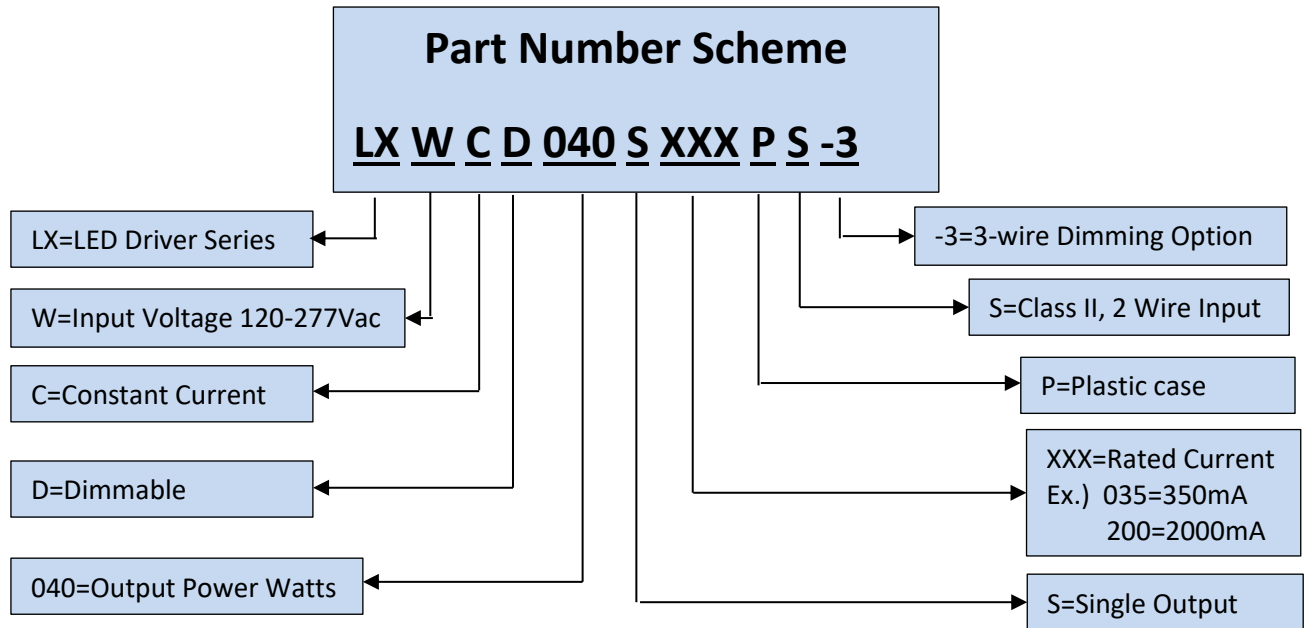 Part Number Scheme
LX W C D 040 S XXX P S -3
LX=LED Driver Series
W=Input Voltage 120-277Vac
C=Constant Current
D=Dimmable
040=Output Power Watts
-3=3-wire Dimming Option
S=Class II, 2 Wire Input
P=Plastic case
XXX=Rated Current
Ex.) 035=350mA
200=2000mA
S=Single Output